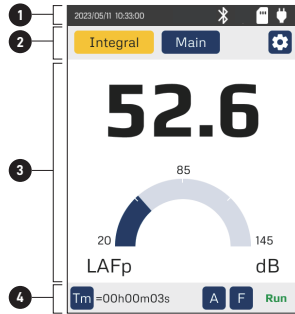 1
2023/05/11 10:33:00
2
Integral Main
3
52.6
85
20 145
LAFp dB
4
Tm =00h00m03s A F Run